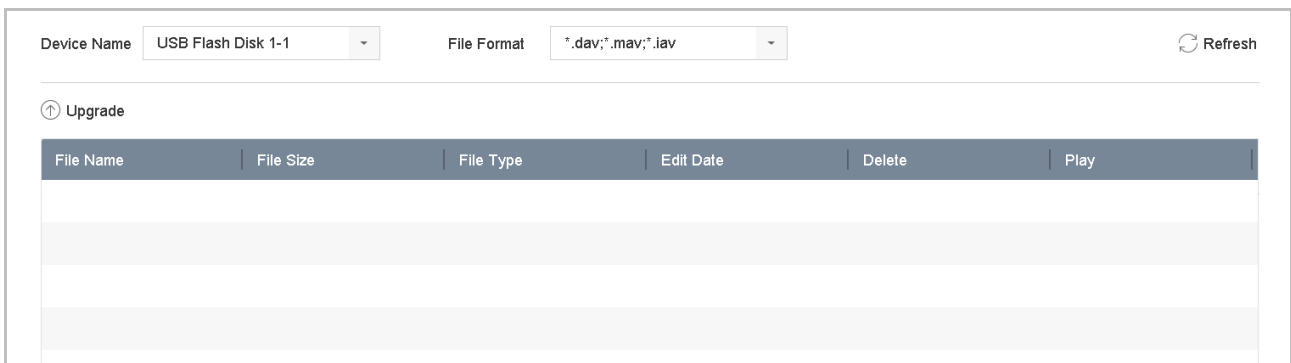 Device Name USB Flash Disk 1-1 File Format *.dav;*.mav;*.iav Refresh
Upgrade
File Name File Size File Type Edit Date Delete Play